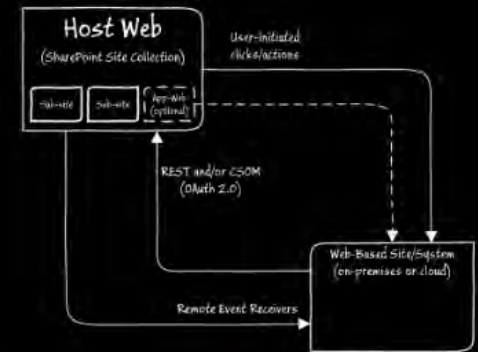 Host Web
(SharePoint Site Collection)
Sub-site
Sub-site
App-Web
(optional)
User-initiated
clicks/actions
REST and/or CSOM
(OAuth 2.0)
Web-Based Site/System
(on-premises or cloud)
Remote Event Receivers